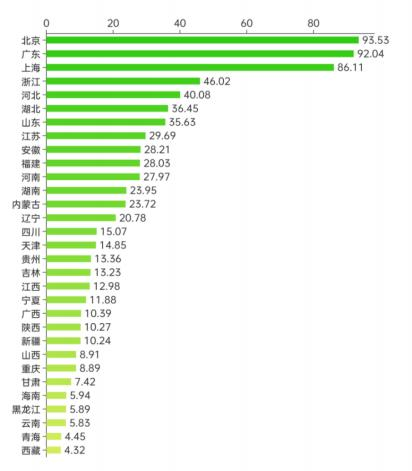 0 20 40 60 80
北京 93.53
广东 92.04
上海 86.11
浙江 46.02
河北 40.08
湖北 36.45
山东 35.63
江苏 29.69
安徽 28.21
福建 28.03
河南 27.97
湖南 23.95
内蒙古 23.72
辽宁 20.78
四川 15.07
天津 14.85
贵州 13.36
吉林 13.23
江西 12.98
宁夏 11.88
广西 10.39
陕西 10.27
新疆 10.24
山西 8.91
重庆 8.89
甘肃 7.42
海南 5.94
黑龙江 5.89
云南 5.83
青海 4.45
西藏 4.32